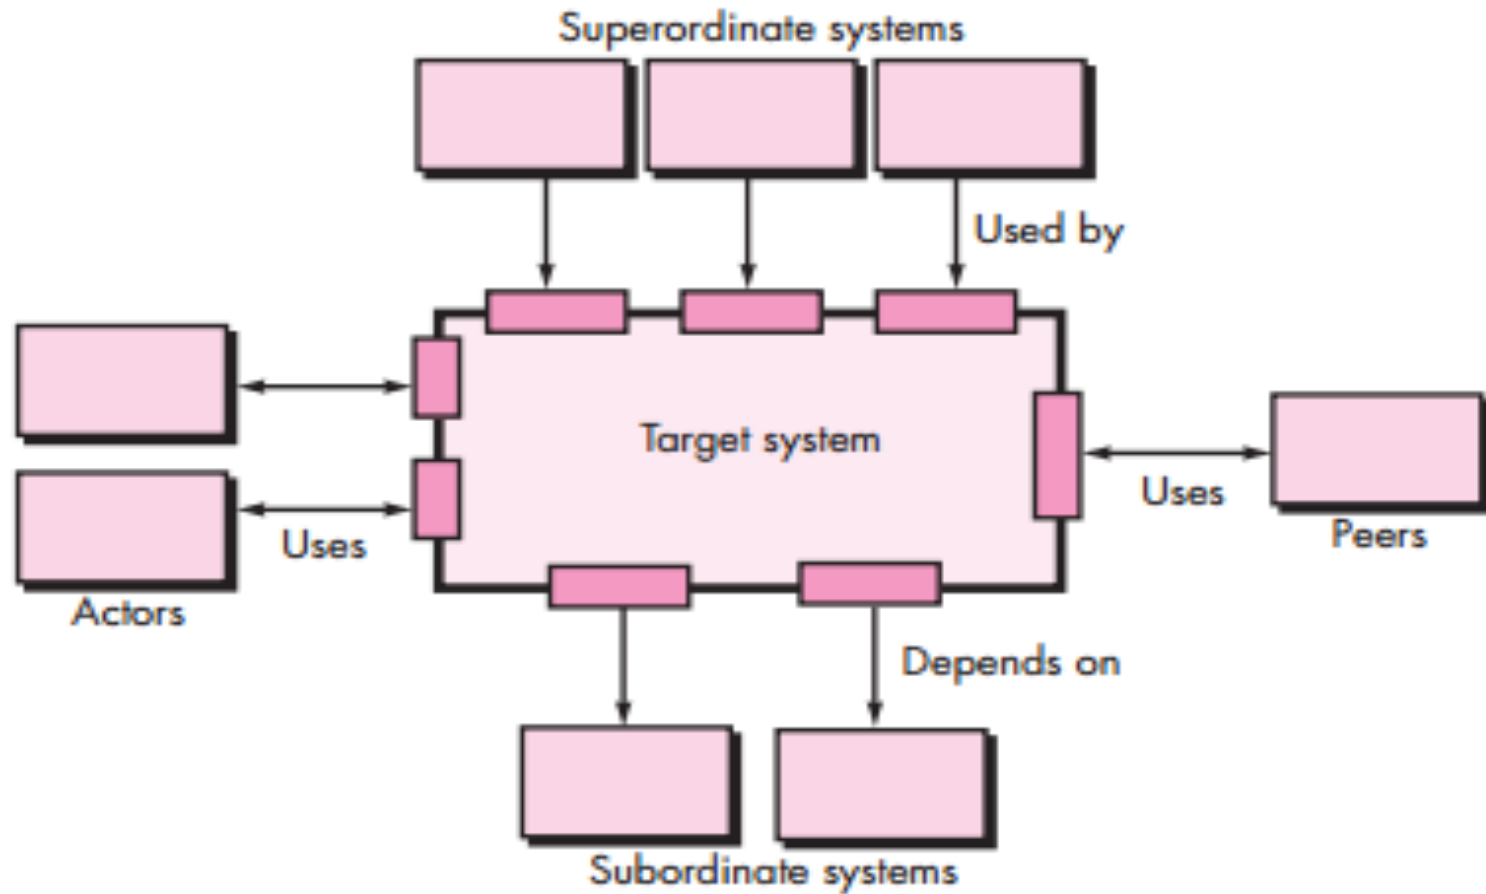 Superordinate systems
Used by
Target system
Uses
Peers
Uses
Actors
Depends on
Subordinate systems